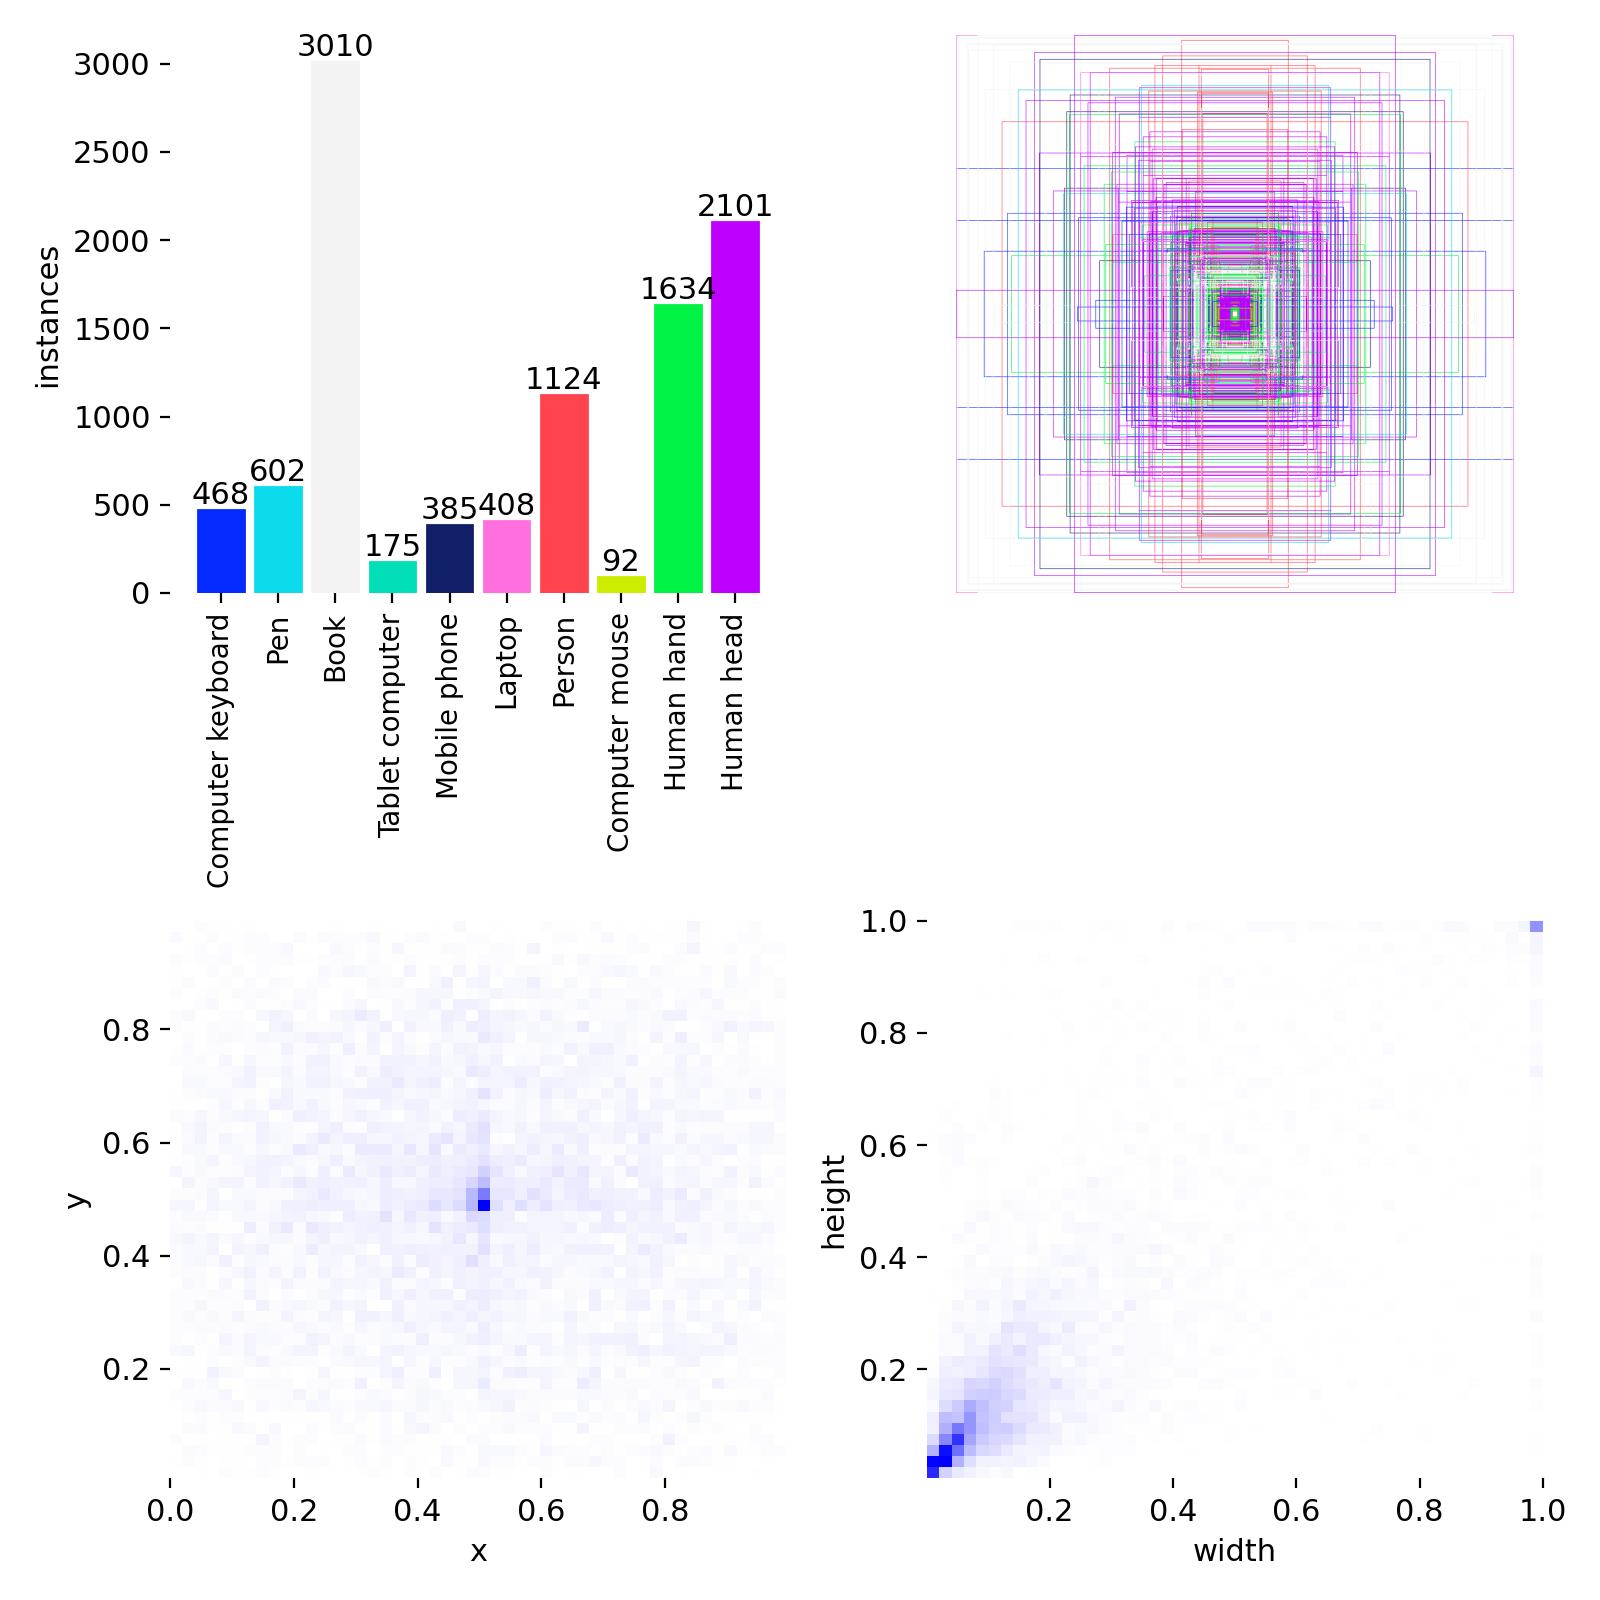 3010
3000
2500
2101
2000
1634
1500
1124
1000
602
468
500
385
408
175
92
0
instances
Computer keyboard
Pen
Book
Tablet computer
Mobile phone
Laptop
Person
Computer mouse
Human hand
Human head
0.8
0.6
0.4
0.2
y
0.0 0.2 0.4 0.6 0.8
x
1.0
0.8
0.6
0.4
0.2
height
0.2 0.4 0.6 0.8 1.0
width